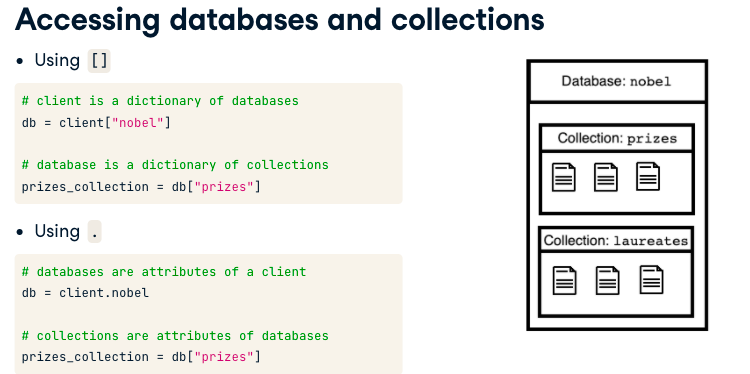 Accessing databases and collections
• Using []
# client is a dictionary of databases
db = client["nobel"]
# database is a dictionary of collections
prizes_collection = db["prizes"]
• Using .
# databases are attributes of a client
db = client.nobel
# collections are attributes of databases
prizes_collection = db["prizes"]
Database: nobel
Collection: prizes
Collection: laureates